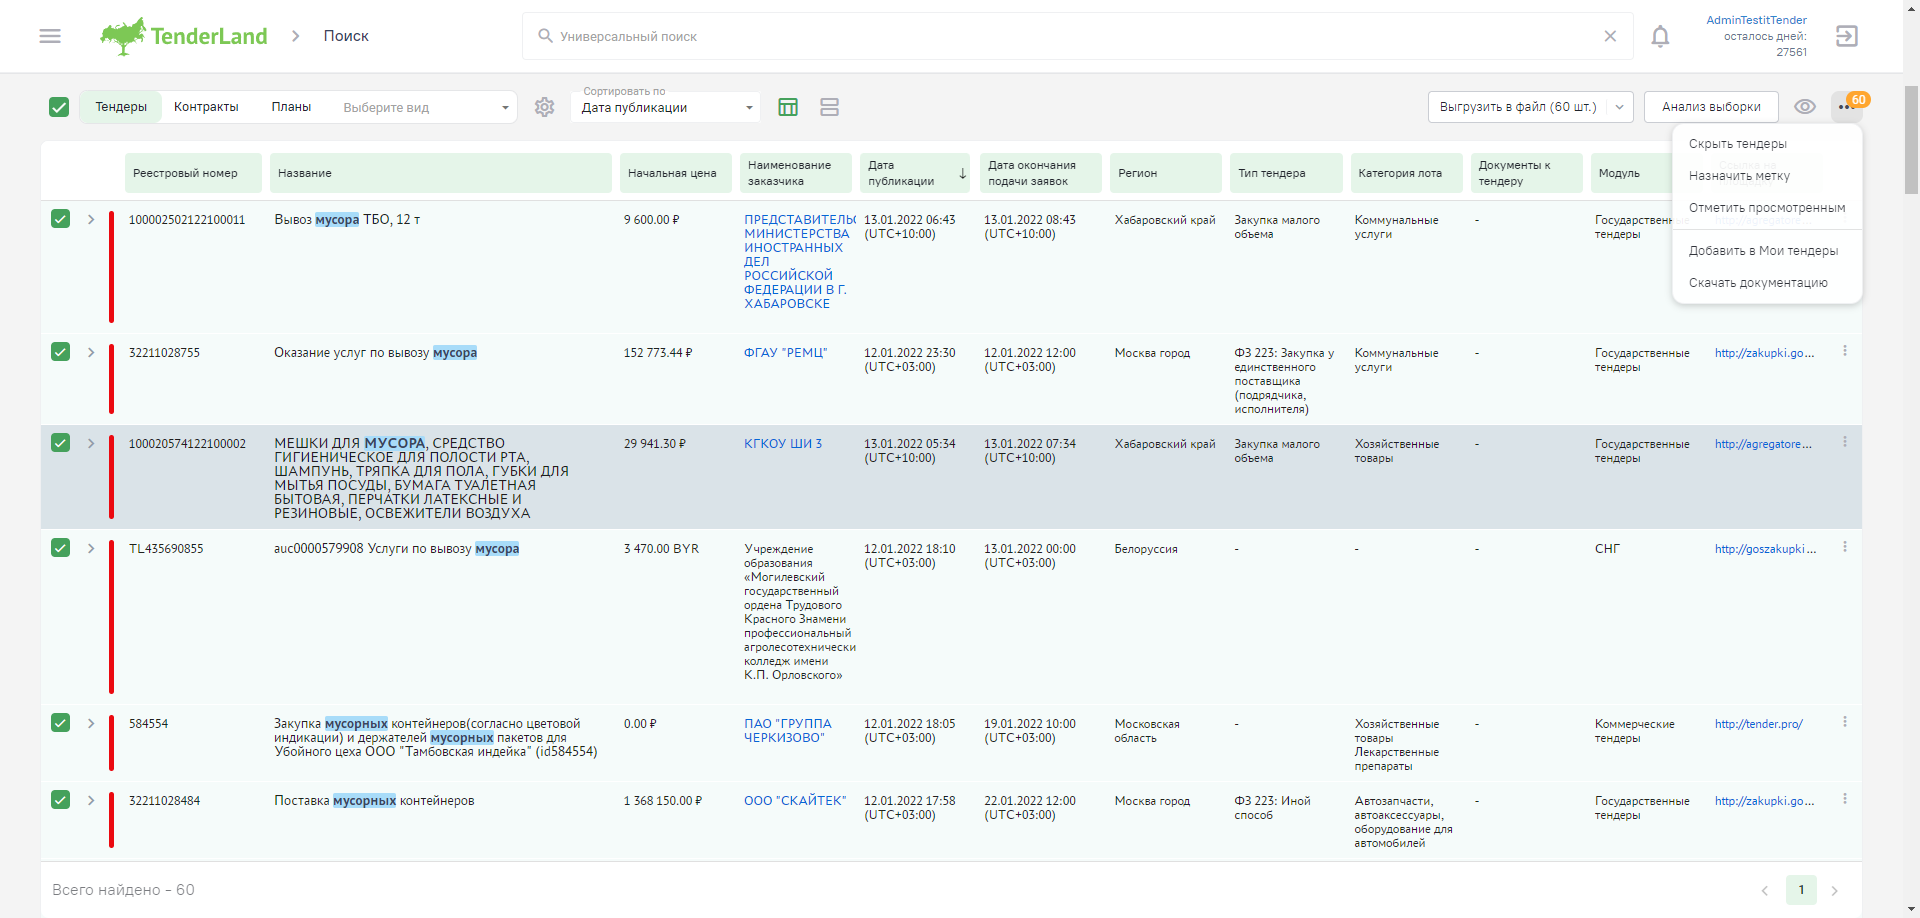 TenderLand
Поиск
Универсальный поиск
AdminTestitTender
осталось дней:
27561
Тендеры
Контракты
Планы
Выберите вид
Сортировать по
Дата публикации
Выгрузить в файл (60 шт.)
Анализ выборки
60
Скрыть тендеры
Назначить метку
Отметить просмотренным
Добавить в Мои тендеры
Скачать документацию
Реестровый номер
Название
Начальная цена
Наименование
заказчика
Дата
публикации
Дата окончания
подачи заявок
Регион
Тип тендера
Категория лота
Документы к
тендеру
Модуль
100002502122100011
Вывоз мусора ТБО, 12 т
9 600.00 ₽
ПРЕДСТАВИТЕЛЬС
МИНИСТЕРСТВА
ИНОСТРАННЫХ
ДЕЛ
РОССИЙСКОЙ
ФЕДЕРАЦИИ В Г.
ХАБАРОВСКЕ
13.01.2022 06:43
(UTC+10:00)
13.01.2022 08:43
(UTC+10:00)
Хабаровский край
Закупка малого
объема
Коммунальные
услуги
-
Государственн
тендеры
32211028755
Оказание услуг по вывозу мусора
152 773.44 ₽
ФГАУ "РЕМЦ"
12.01.2022 23:30
(UTC+03:00)
12.01.2022 12:00
(UTC+03:00)
Москва город
ФЗ 223: Закупка у
единственного
поставщика
(подрядчика,
исполнителя)
Коммунальные
услуги
-
Государственные
тендеры
http://zakupki.go...
100020574122100002
МЕШКИ ДЛЯ МУСОРА, СРЕДСТВО
ГИГИЕНИЧЕСКОЕ ДЛЯ ПОЛОСТИ РТА,
ШАМПУНЬ, ТРЯПКА ДЛЯ ПОЛА, ГУБКИ ДЛЯ
МЫТЬЯ ПОСУДЫ, БУМАГА ТУАЛЕТНАЯ
БЫТОВАЯ, ПЕРЧАТКИ ЛАТЕКСНЫЕ И
РЕЗИНОВЫЕ, ОСВЕЖИТЕЛИ ВОЗДУХА
29 941.30 ₽
КГКОУ ШИ 3
13.01.2022 05:34
(UTC+10:00)
13.01.2022 07:34
(UTC+10:00)
Хабаровский край
Закупка малого
объема
Хозяйственные
товары
-
Государственные
тендеры
http://agregatore...
TL435690855
auc0000579908 Услуги по вывозу мусора
3 470.00 BYR
Учреждение
образования
«Могилевский
государственный
ордена Трудового
Красного Знамени
профессиональный
агролесотехнически
колледж имени
К.П. Орловского»
12.01.2022 18:10
(UTC+03:00)
13.01.2022 00:00
(UTC+03:00)
Белоруссия
-
-
-
СНГ
http://goszakupki...
584554
Закупка мусорных контейнеров(согласно цветовой
индикации) и держателей мусорных пакетов для
Убойного цеха ООО "Тамбовская индейка" (id584554)
0.00 ₽
ПАО "ГРУППА
ЧЕРКИЗОВО"
12.01.2022 18:05
(UTC+03:00)
19.01.2022 10:00
(UTC+03:00)
Московская
область
-
Хозяйственные
товары
Лекарственные
препараты
-
Коммерческие
тендеры
http://tender.pro/
32211028484
Поставка мусорных контейнеров
1 368 150.00 ₽
ООО "СКАЙТЕК"
12.01.2022 17:58
(UTC+03:00)
22.01.2022 12:00
(UTC+03:00)
Москва город
ФЗ 223: Иной
способ
Автозапчасти,
автоаксессуары,
оборудование для
автомобилей
-
Государственные
тендеры
http://zakupki.go...
Всего найдено - 60
1